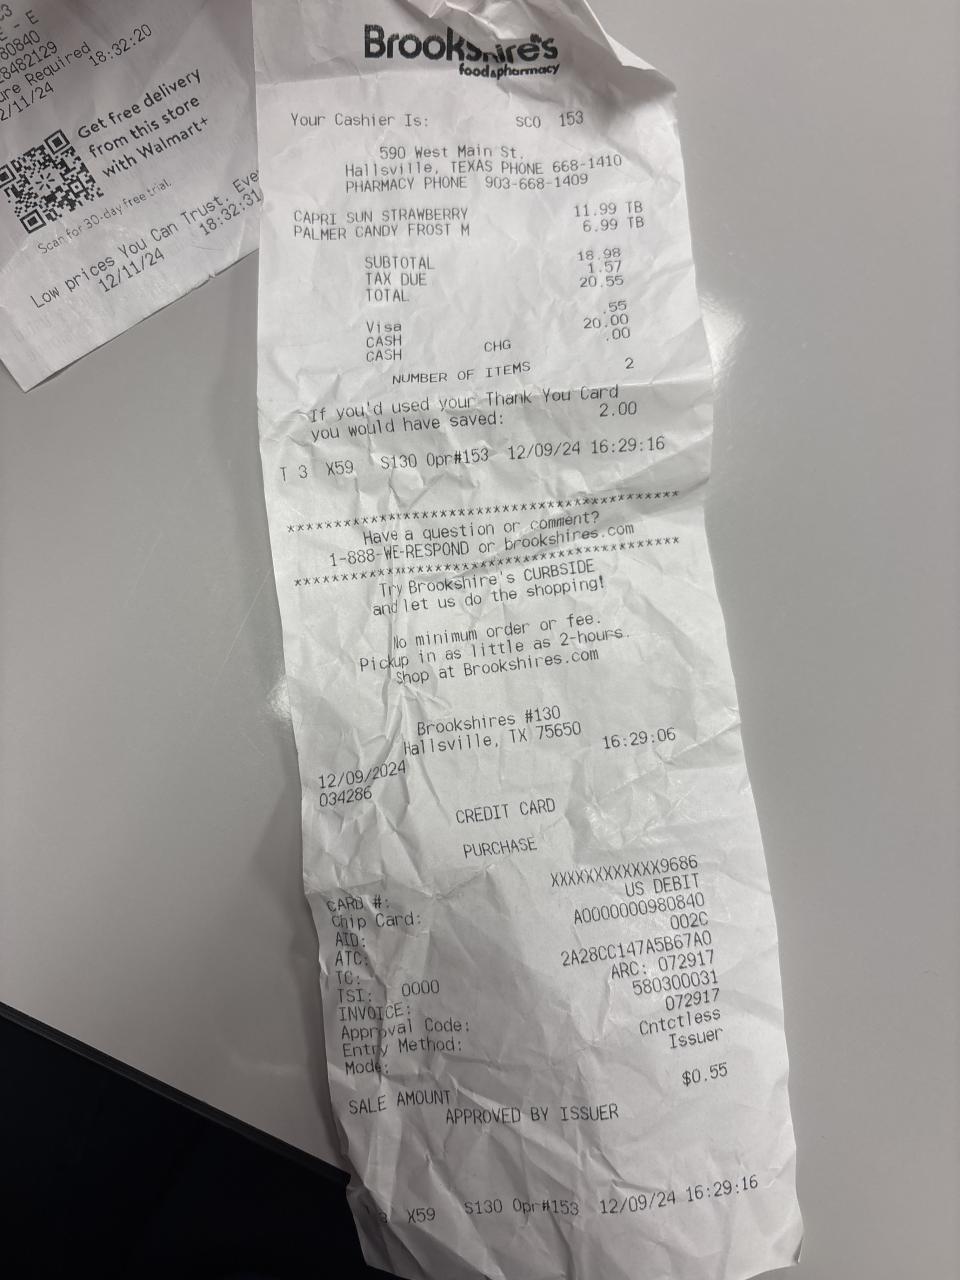 E - E
80840
28482129
ure Required 18:32:20
2/11/24
Get free delivery
from this store
with Walmart+
Scan for 30-day free trial.
Low prices You Can Trust. Eve
12/11/24 18:32:31
Brookshire's
food&pharmacy
Your Cashier Is: SCO 153
590 West Main St.
Hallsville, TEXAS PHONE 668-1410
PHARMACY PHONE 903-668-1409
CAPRI SUN STRAWBERRY 11.99 TB
PALMER CANDY FROST M 6.99 TB
SUBTOTAL 18.98
TAX DUE 1.57
TOTAL 20.55
Visa .55
CASH 20.00
CASH CHG .00
NUMBER OF ITEMS 2
If you'd used your Thank You Card
you would have saved: 2.00
T 3 X59 S130 Opr#153 12/09/24 16:29:16
****************************************
Have a question or comment?
1-888-WE-RESPOND or brookshires.com
****************************************
Try Brookshire's CURBSIDE
and let us do the shopping!
No minimum order or fee.
Pickup in as little as 2-hours.
Shop at Brookshires.com
Brookshires #130
Hallsville, TX 75650
12/09/2024 16:29:06
034286
CREDIT CARD
PURCHASE
CARD #: XXXXXXXXXXXX9686
Chip Card: US DEBIT
AID: A0000000980840
ATC: 002C
TC: 2A28CC147A5B67A0
TSI: 0000 ARC: 072917
INVOICE: 580300031
Approval Code: 072917
Entry Method: Cntctless
Mode: Issuer
SALE AMOUNT $0.55
APPROVED BY ISSUER
3 X59 S130 Opr#153 12/09/24 16:29:16